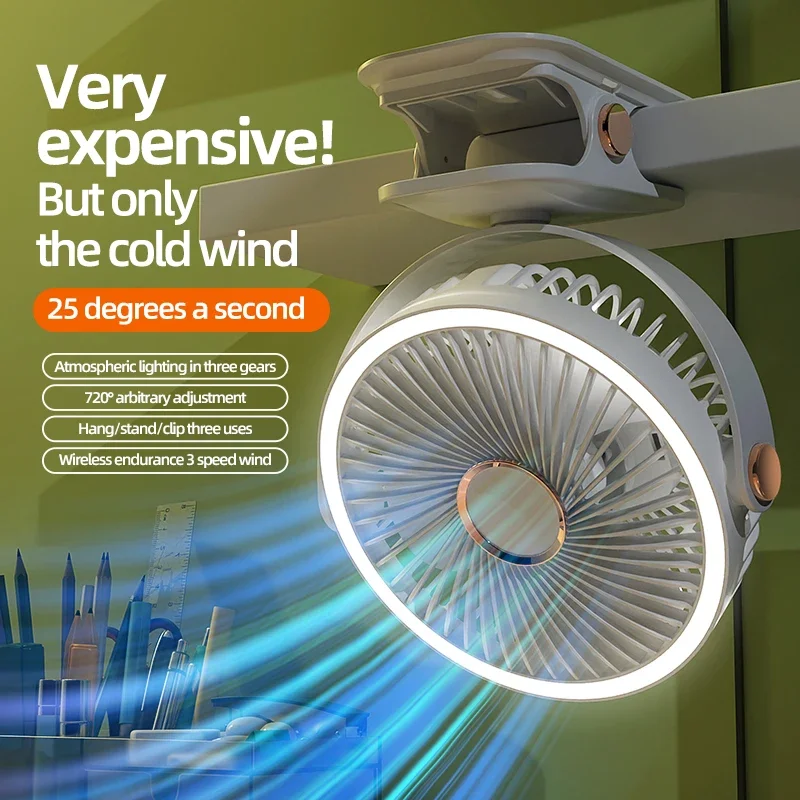 Very
expensive!
But only
the cold wind
25 degrees a second
Atmospheric lighting in three gears
720° arbitrary adjustment
Hang/stand/clip three uses
Wireless endurance 3 speed wind